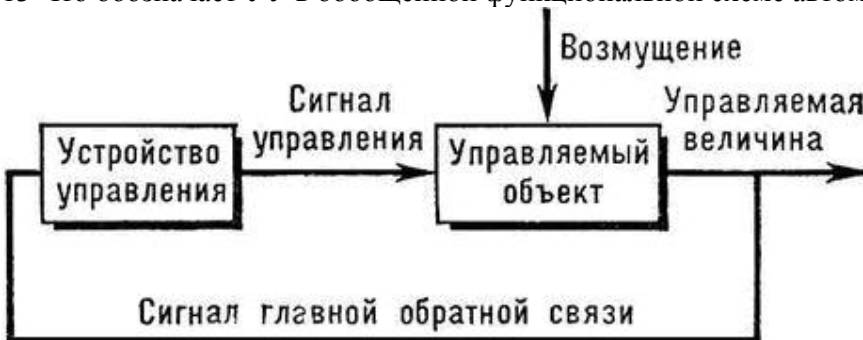 Возмущение
Сигнал
управления
Управляемая
величина
Устройство
управления
Управляемый
объект
Сигнал главной обратной связи